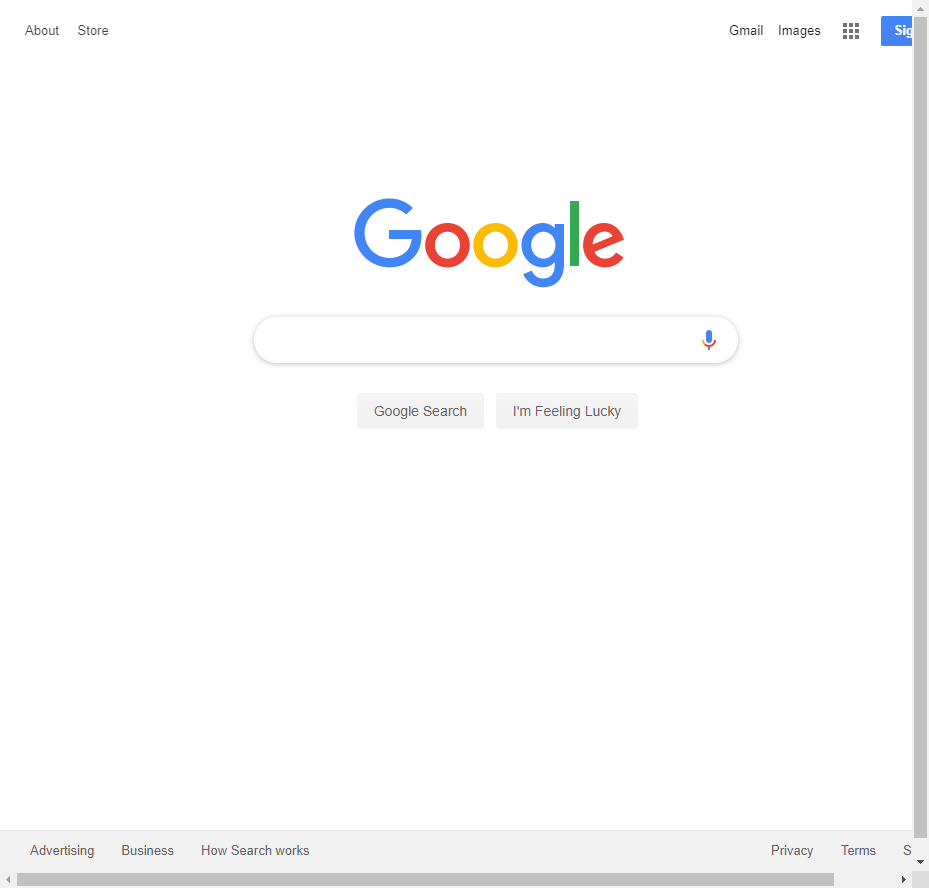 About Store Gmail Images Sig
Google
Google Search I'm Feeling Lucky
Advertising Business How Search works Privacy Terms S